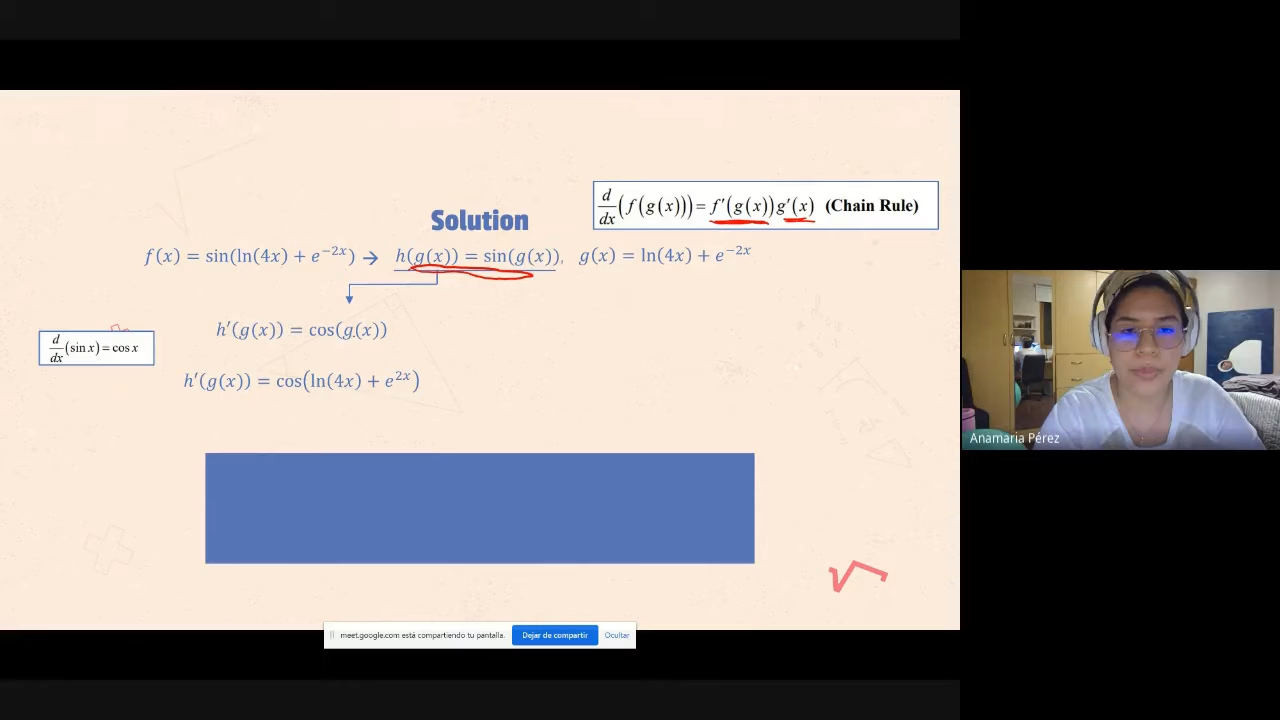 d/dx (f(g(x))) = f′(g(x)) g′(x) (Chain Rule)
Solution
f(x) = sin(ln(4x) + e^{−2x}) → h(g(x)) = sin(g(x)), g(x) = ln(4x) + e^{−2x}
h′(g(x)) = cos(g(x))
d/dx (sin x) = cos x
h′(g(x)) = cos(ln(4x) + e^{2x})
Anamaria Pérez
meet.google.com está compartiendo tu pantalla.
Dejar de compartir
Ocultar